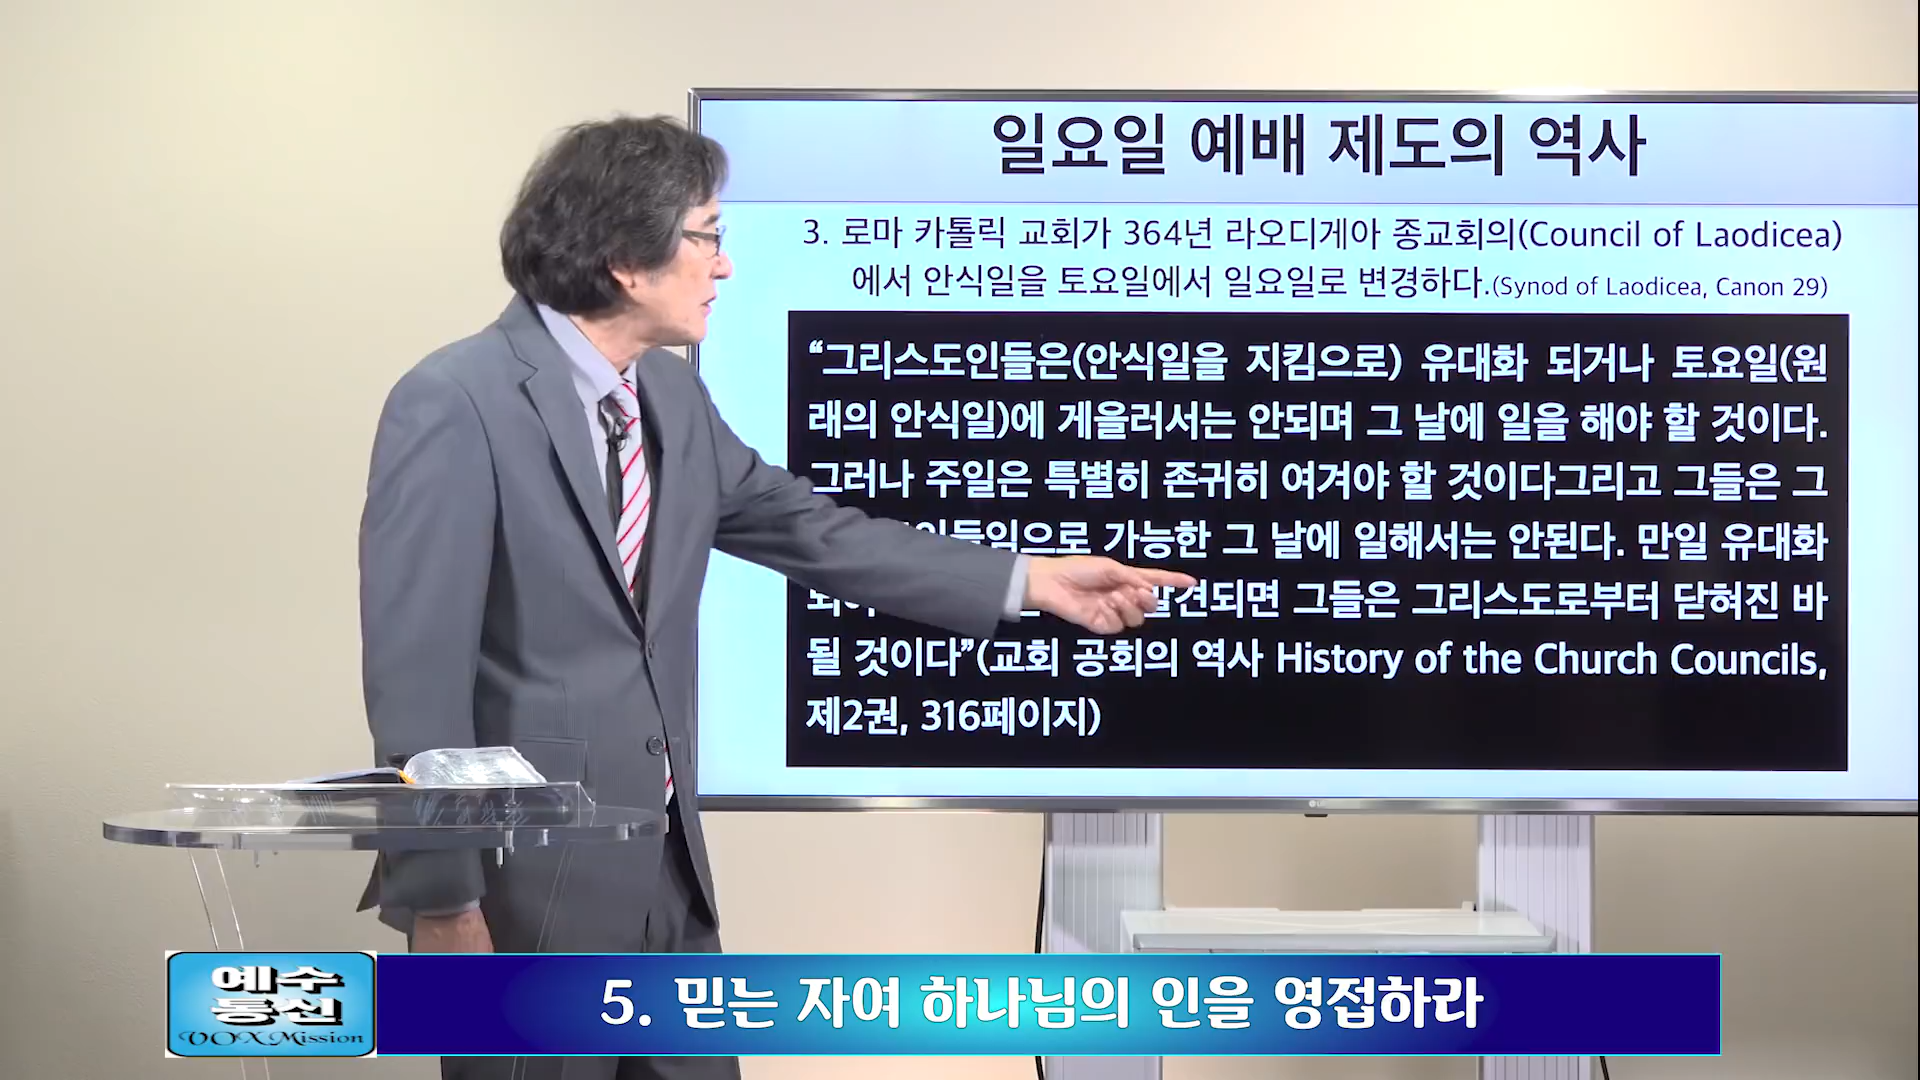 일요일 예배 제도의 역사
3. 로마 카톨릭 교회가 364년 라오디게아 종교회의(Council of Laodicea)
에서 안식일을 토요일에서 일요일로 변경하다.(Synod of Laodicea, Canon 29)
“그리스도인들은(안식일을 지킴으로) 유대화 되거나 토요일(원
래의 안식일)에 게을러서는 안되며 그 날에 일을 해야 할 것이다.
그러나 주일은 특별히 존귀히 여겨야 할 것이다그리고 그들은 그
가능한 그 날에 일해서는 안된다. 만일 유대화
그들은 그리스도로부터 닫혀진 바
될 것이다”(교회 공회의 역사 History of the Church Councils,
제2권, 316페이지)
LG
예수
통신
VOXMission
5. 믿는 자여 하나님의 인을 영접하라